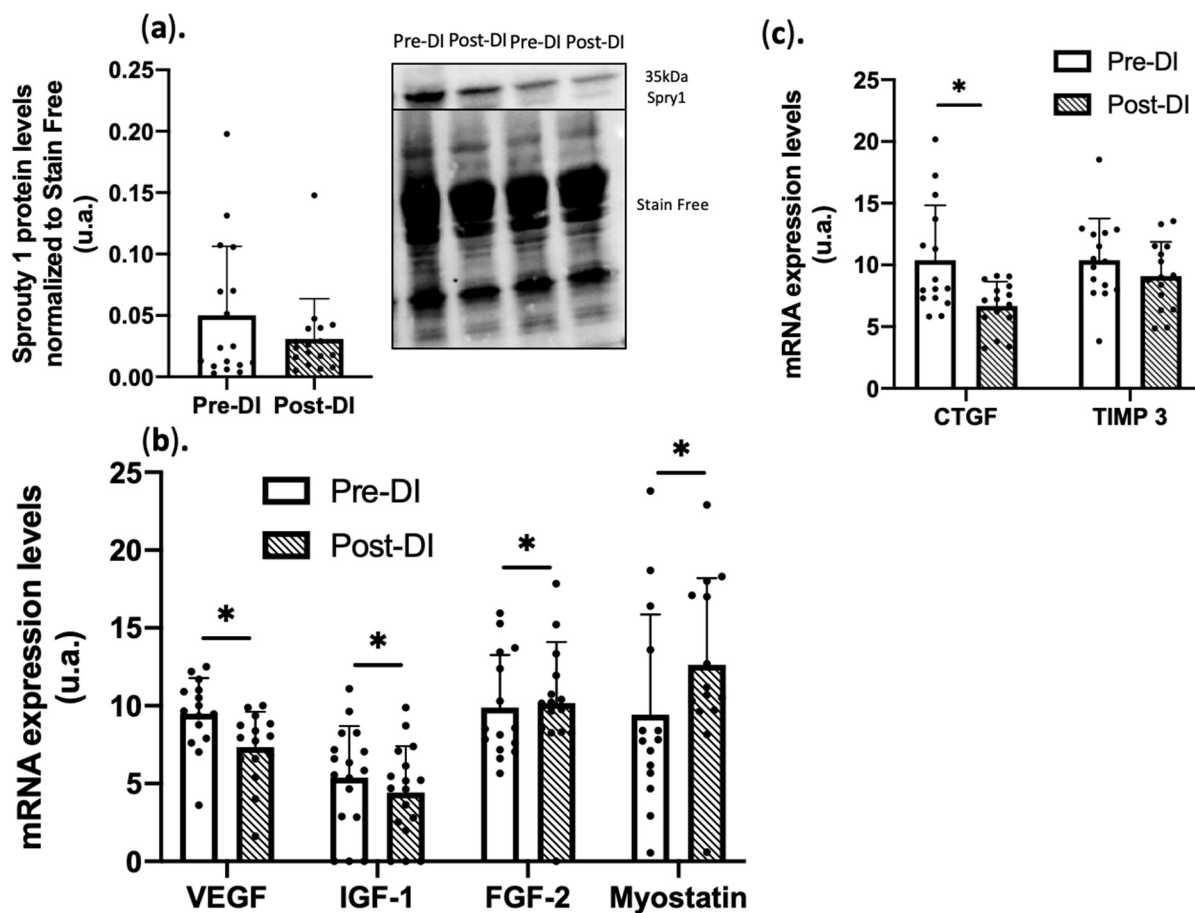 (a).
Sprouty 1 protein levels
normalized to Stain Free
(u.a.)
0.25
0.20
0.15
0.10
0.05
0.00
Pre-DI Post-DI
Pre-DI Post-DI Pre-DI Post-DI
35kDa
Spry1
Stain Free
(c).
Pre-DI
Post-DI
mRNA expression levels
(u.a.)
25
20
15
10
5
0
*
CTGF TIMP 3
(b).
Pre-DI
Post-DI
mRNA expression levels
(u.a.)
25
20
15
10
5
0
* * * *
VEGF IGF-1 FGF-2 Myostatin